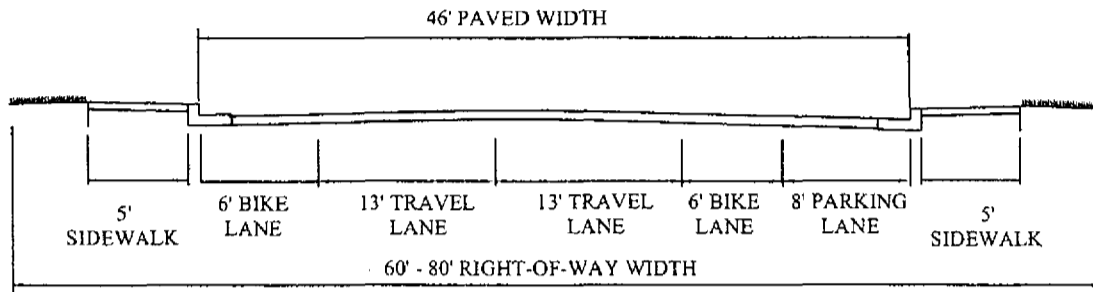 46' PAVED WIDTH
5'
SIDEWALK
6' BIKE
LANE
13' TRAVEL
LANE
13' TRAVEL
LANE
6' BIKE
LANE
8' PARKING
LANE
5'
SIDEWALK
60' - 80' RIGHT-OF-WAY WIDTH